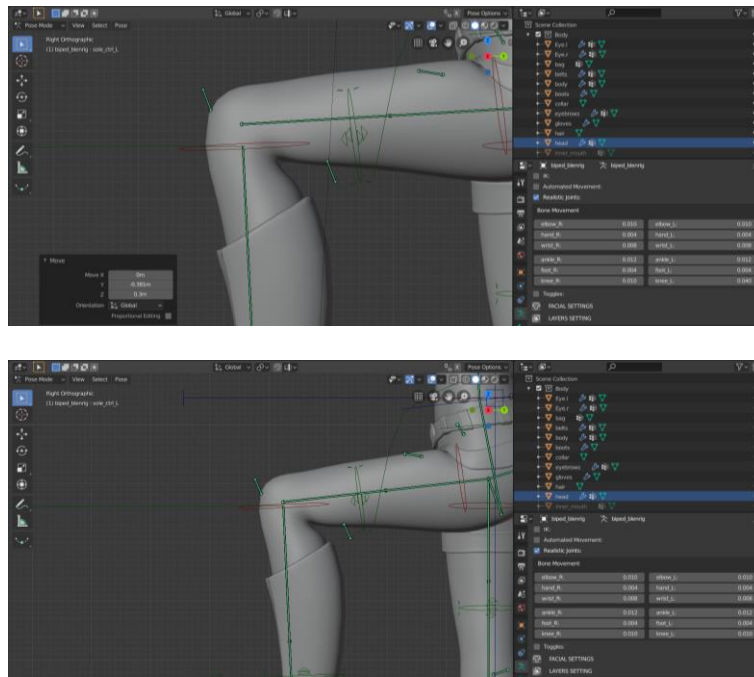 Global
Pose Options
Pose Mode
View
Select
Pose
Right Orthographic
(1) biped_blenrig : sole_ctrl_L
Scene Collection
Body
Eye.l
Eye.r
bag
belts
body
boots
collar
eyebrows
gloves
hair
head
inner_mouth
biped_blenrig
biped_blenrig
IK:
Automated Movement:
Realistic Joints:
Bone Movement
elbow_R: 0.010 elbow_L: 0.010
hand_R: 0.004 hand_L: 0.004
wrist_R: 0.008 wrist_L: 0.008
ankle_R: 0.012 ankle_L: 0.012
foot_R: 0.004 foot_L: 0.004
knee_R: 0.010 knee_L: 0.040
Toggles:
FACIAL SETTINGS
LAYERS SETTING
Move
Move X 0m
Y -0.301m
Z 0.3m
Orientation Global
Proportional Editing
Global
Pose Options
Pose Mode
View
Select
Pose
Right Orthographic
(1) biped_blenrig : sole_ctrl_L
Scene Collection
Body
Eye.l
Eye.r
bag
belts
body
boots
collar
eyebrows
gloves
hair
head
inner_mouth
biped_blenrig
biped_blenrig
IK:
Automated Movement:
Realistic Joints:
Bone Movement
elbow_R: 0.010 elbow_L: 0.010
hand_R: 0.004 hand_L: 0.004
wrist_R: 0.008 wrist_L: 0.008
ankle_R: 0.012 ankle_L: 0.012
foot_R: 0.004 foot_L: 0.004
knee_R: 0.010 knee_L: 0.010
Toggles:
FACIAL SETTINGS
LAYERS SETTING